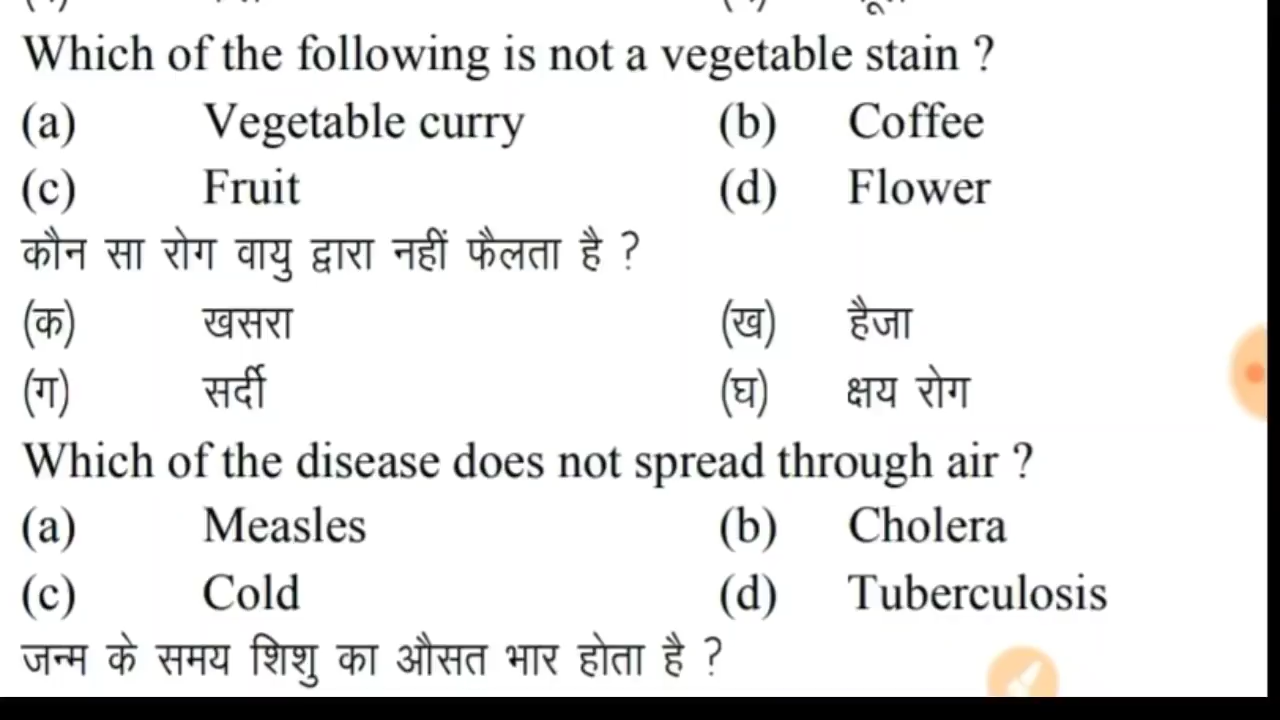 Which of the following is not a vegetable stain ?
(a) Vegetable curry (b) Coffee
(c) Fruit (d) Flower
कौन सा रोग वायु द्वारा नहीं फैलता है ?
(क) खसरा (ख) हैजा
(ग) सर्दी (घ) क्षय रोग
Which of the disease does not spread through air ?
(a) Measles (b) Cholera
(c) Cold (d) Tuberculosis
जन्म के समय शिशु का औसत भार होता है ?